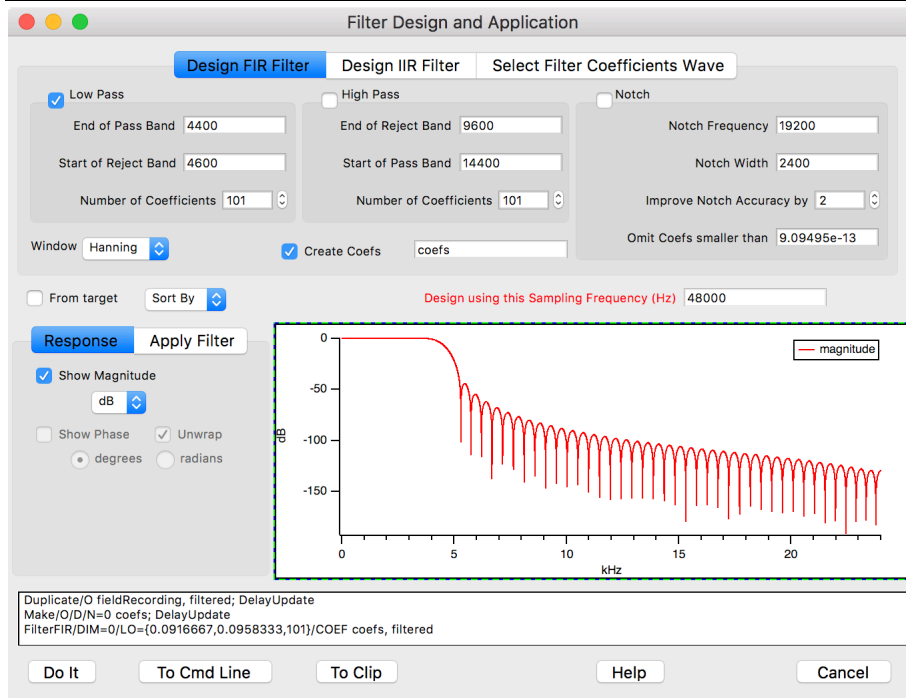 Filter Design and Application
Design FIR Filter Design IIR Filter Select Filter Coefficients Wave
Low Pass
End of Pass Band 4400
Start of Reject Band 4600
Number of Coefficients 101
High Pass
End of Reject Band 9600
Start of Pass Band 14400
Number of Coefficients 101
Notch
Notch Frequency 19200
Notch Width 2400
Improve Notch Accuracy by 2
Omit Coefs smaller than 9.09495e-13
Window Hanning
Create Coefs coefs
From target Sort By
Design using this Sampling Frequency (Hz) 48000
Response Apply Filter
Show Magnitude
dB
Show Phase Unwrap
degrees radians
magnitude
dB
0
-50
-100
-150
0 5 10 15 20
kHz
Duplicate/O fieldRecording, filtered; DelayUpdate
Make/O/D/N=0 coefs; DelayUpdate
FilterFIR/DIM=0/LO={0.0916667,0.0958333,101}/COEF coefs, filtered
Do It To Cmd Line To Clip Help Cancel